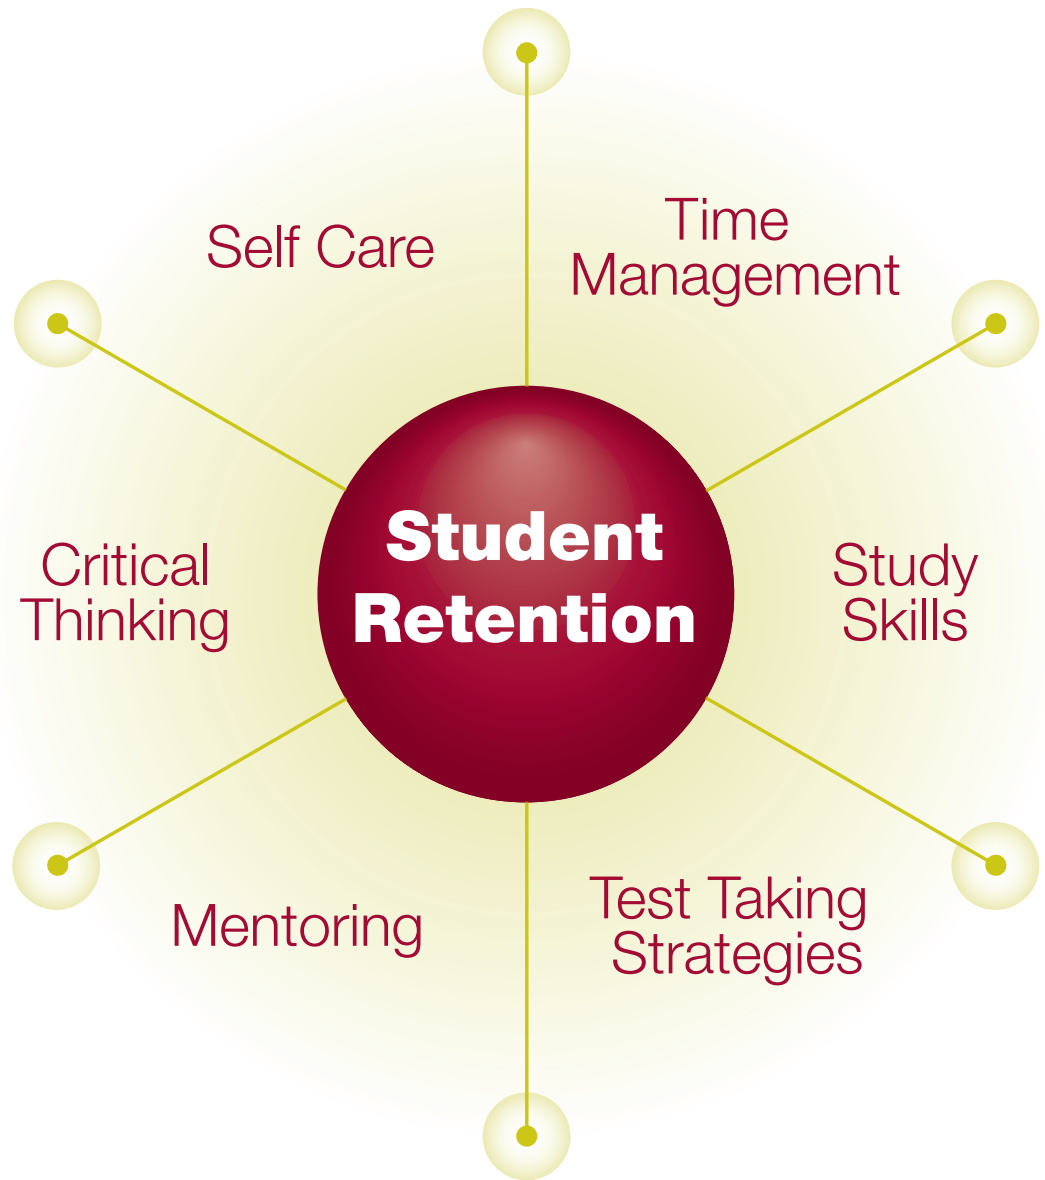 Self Care
Time
Management
Critical
Thinking
Student
Retention
Study
Skills
Mentoring
Test Taking
Strategies